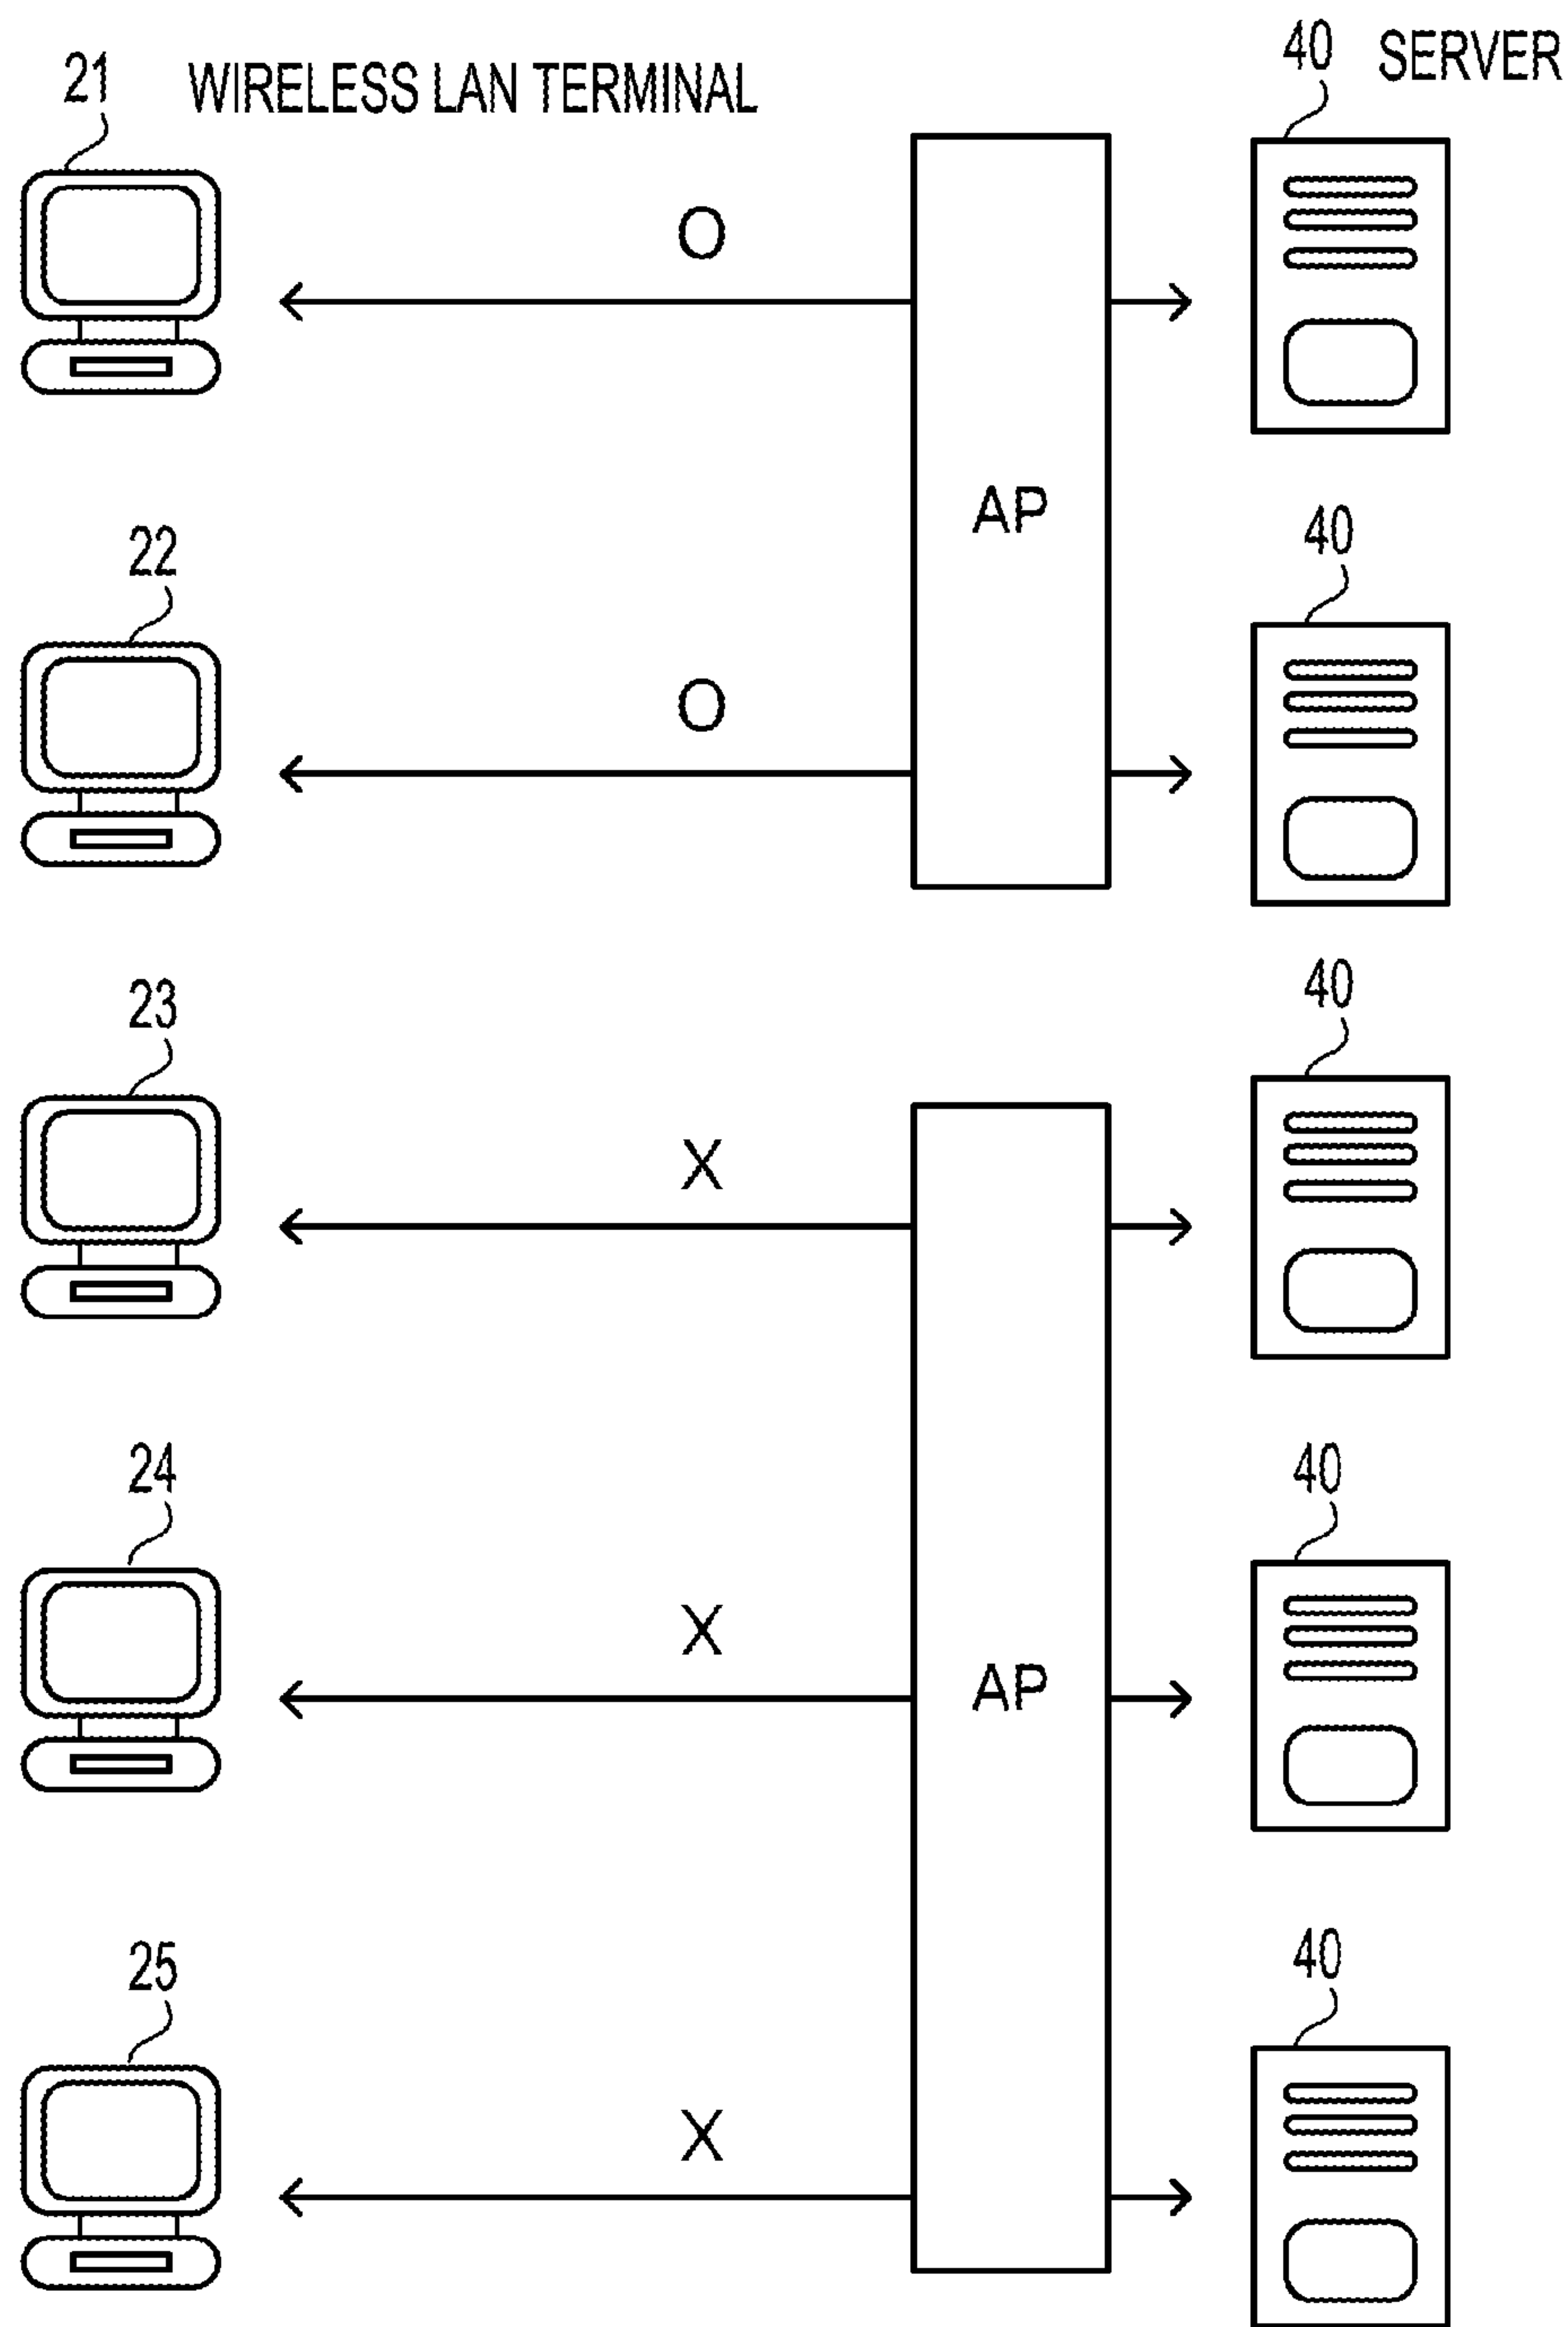 21 WIRELESS LAN TERMINAL
40 SERVER
O
AP
22
40
O
23
40
X
24
40
X
AP
25
40
X